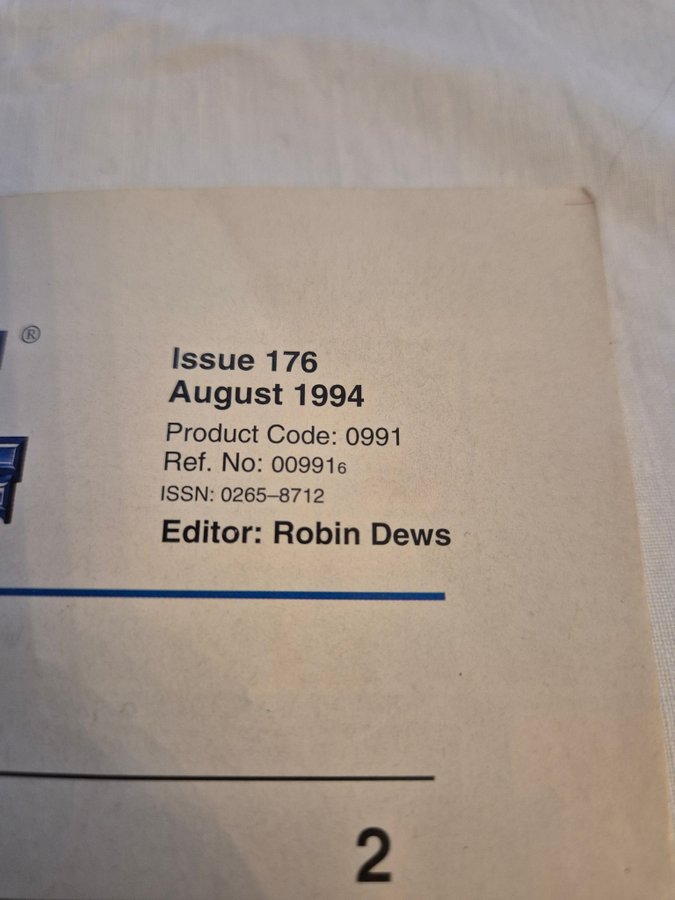 ®
Issue 176
August 1994
Product Code: 0991
Ref. No: 009916
ISSN: 0265–8712
Editor: Robin Dews
2